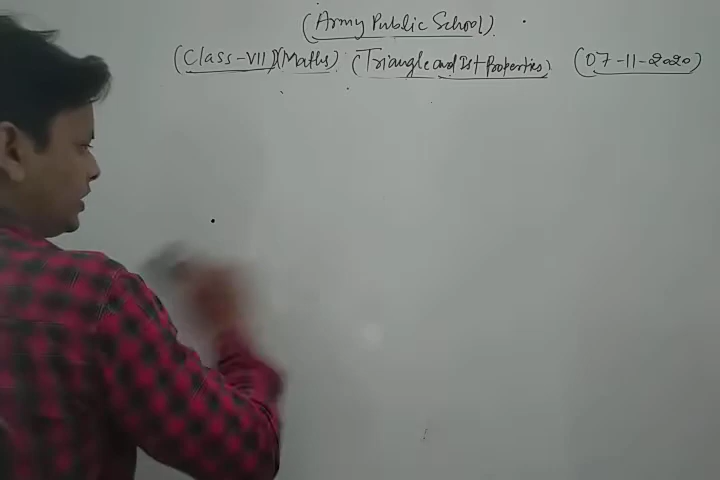 (Army Public School).
(Class-VII)(Maths) (Triangle and Its Properties) (07-11-2020)